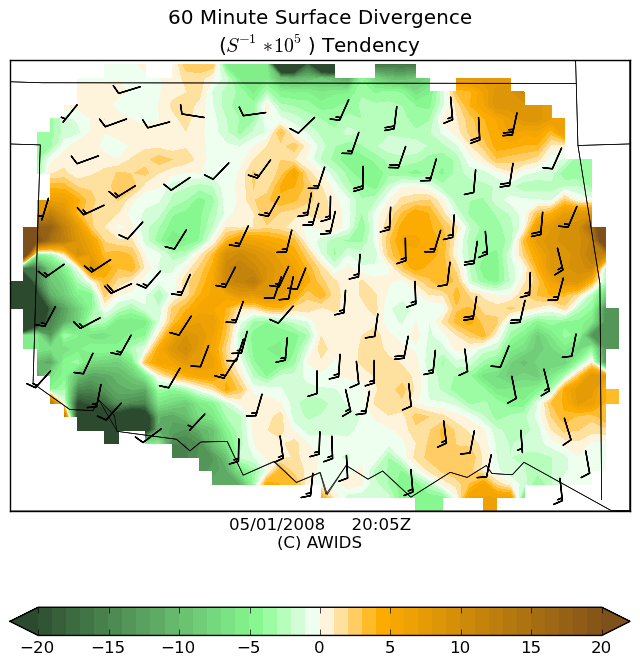 60 Minute Surface Divergence
(S⁻¹ *10⁵ ) Tendency
05/01/2008 20:05Z
(C) AWIDS
−20 −15 −10 −5 0 5 10 15 20